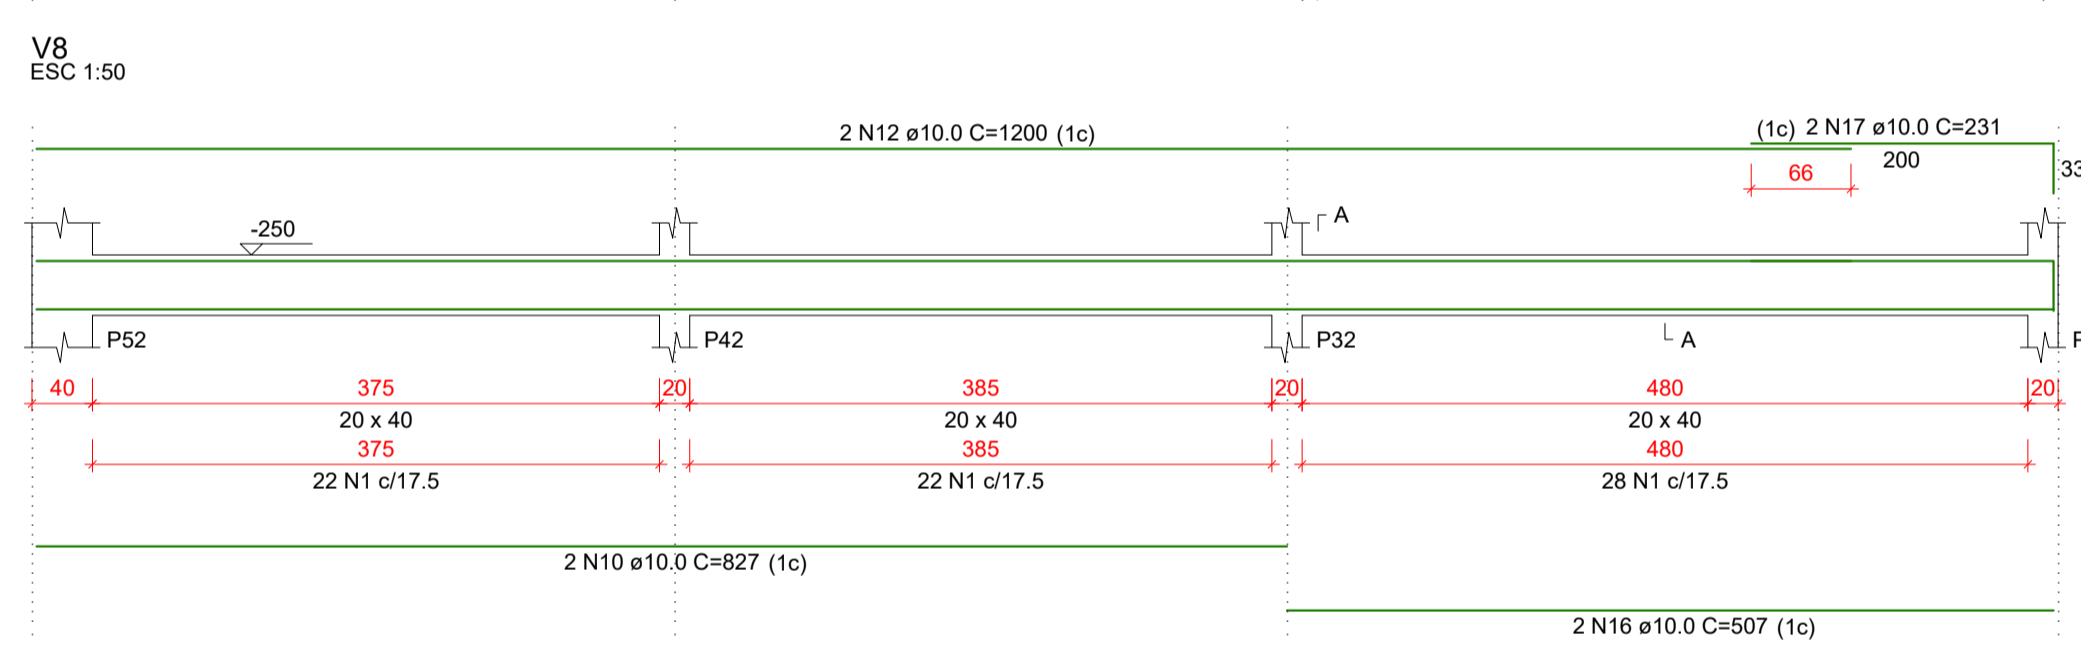 V8
ESC 1:50
2 N12 ø10.0 C=1200 (1c)
(1c) 2 N17 ø10.0 C=231
200
33
66
A
-250
P52
P42
P32
A
40
375
20
385
20
480
20
20 x 40
20 x 40
20 x 40
375
385
480
22 N1 c/17.5
22 N1 c/17.5
28 N1 c/17.5
2 N10 ø10.0 C=827 (1c)
2 N16 ø10.0 C=507 (1c)